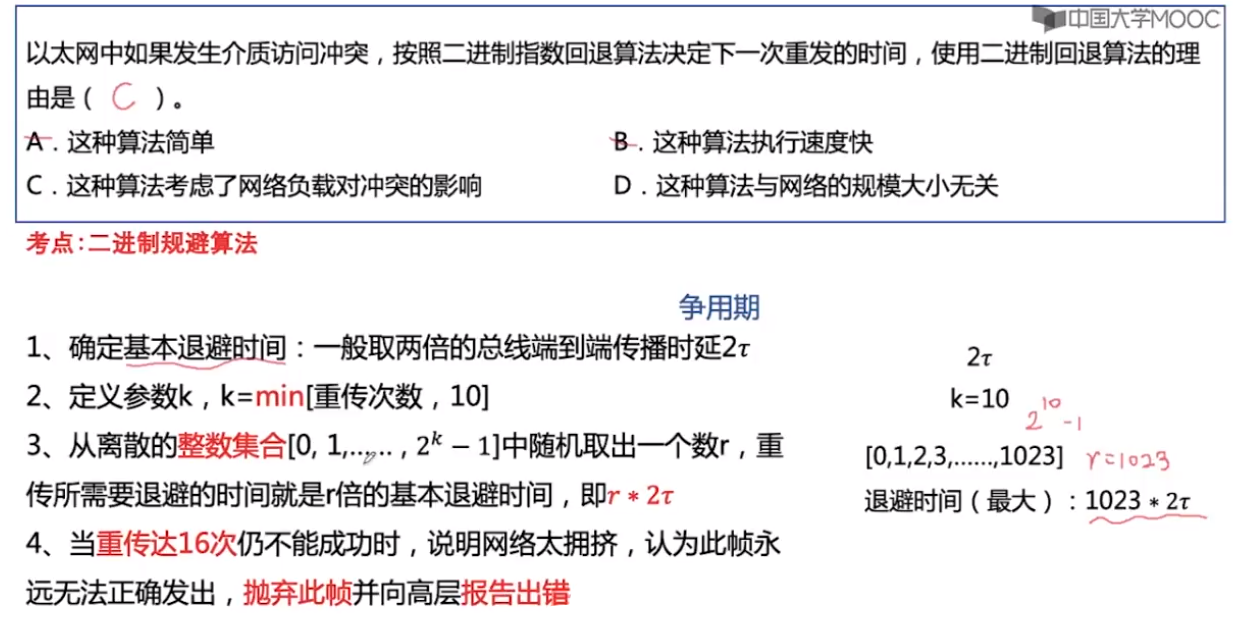 中国大学MOOC
以太网中如果发生介质访问冲突，按照二进制指数回退算法决定下一次重发的时间，使用二进制回退算法的理
由是（ C ）。
A．这种算法简单 B．这种算法执行速度快
C．这种算法考虑了网络负载对冲突的影响 D．这种算法与网络的规模大小无关
考点:二进制规避算法
争用期
1、确定基本退避时间：一般取两倍的总线端到端传播时延2τ
2、定义参数k，k=min[重传次数，10]
3、从离散的整数集合[0, 1,…… , 2^k − 1]中随机取出一个数r，重
传所需要退避的时间就是r倍的基本退避时间，即r * 2τ
4、当重传达16次仍不能成功时，说明网络太拥挤，认为此帧永
远无法正确发出，抛弃此帧并向高层报告出错
2τ
k=10 2^10 -1
[0,1,2,3,……,1023] r=1023
退避时间（最大）: 1023 * 2τ